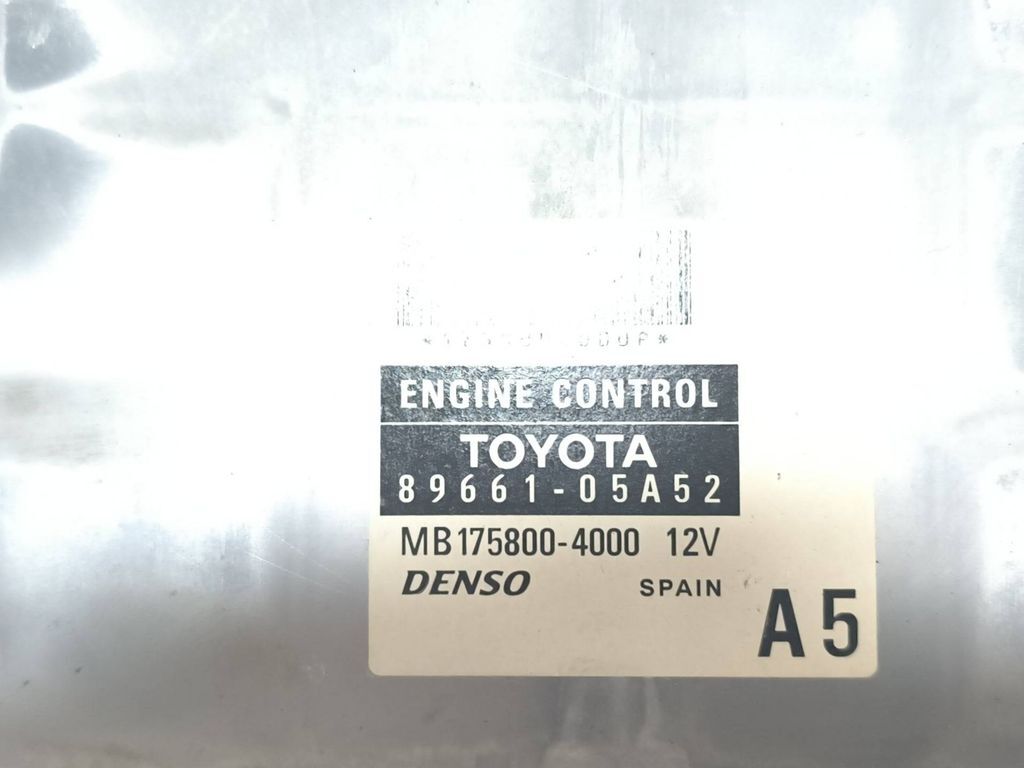 ENGINE CONTROL
TOYOTA
89661-05A52
MB175800-4000 12V
DENSO SPAIN
A5